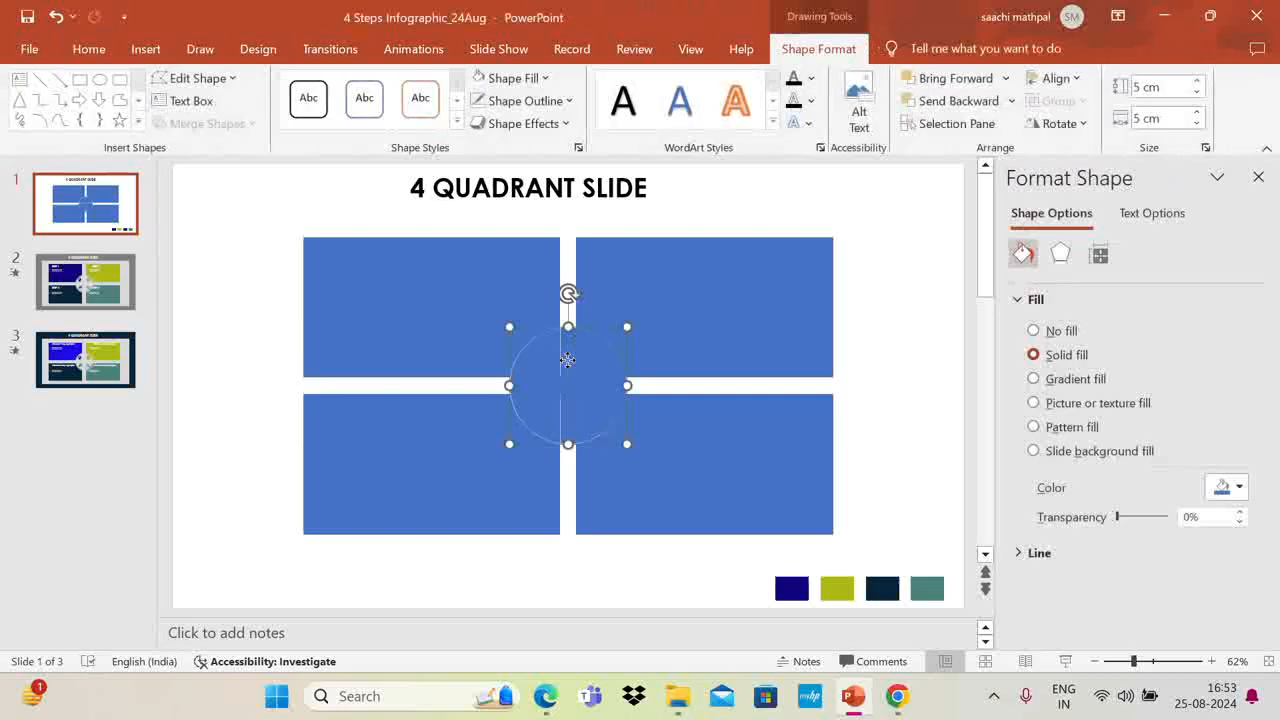 4 Steps Infographic_24Aug - PowerPoint
Drawing Tools
saachi mathpal
SM
File
Home
Insert
Draw
Design
Transitions
Animations
Slide Show
Record
Review
View
Help
Shape Format
Tell me what you want to do
Edit Shape
Text Box
Merge Shapes
Insert Shapes
Abc
Abc
Abc
Shape Fill
Shape Outline
Shape Effects
Shape Styles
A
A
A
A
A
A
WordArt Styles
Alt
Text
Accessibility
Bring Forward
Send Backward
Selection Pane
Align
Group
Rotate
Arrange
5 cm
5 cm
Size
1
2
3
4 QUADRANT SLIDE
Format Shape
Shape Options
Text Options
Fill
No fill
Solid fill
Gradient fill
Picture or texture fill
Pattern fill
Slide background fill
Color
Transparency
0%
Line
Click to add notes
Slide 1 of 3
English (India)
Accessibility: Investigate
Notes
Comments
62%
1
Search
ENG
IN
16:53
25-08-2024